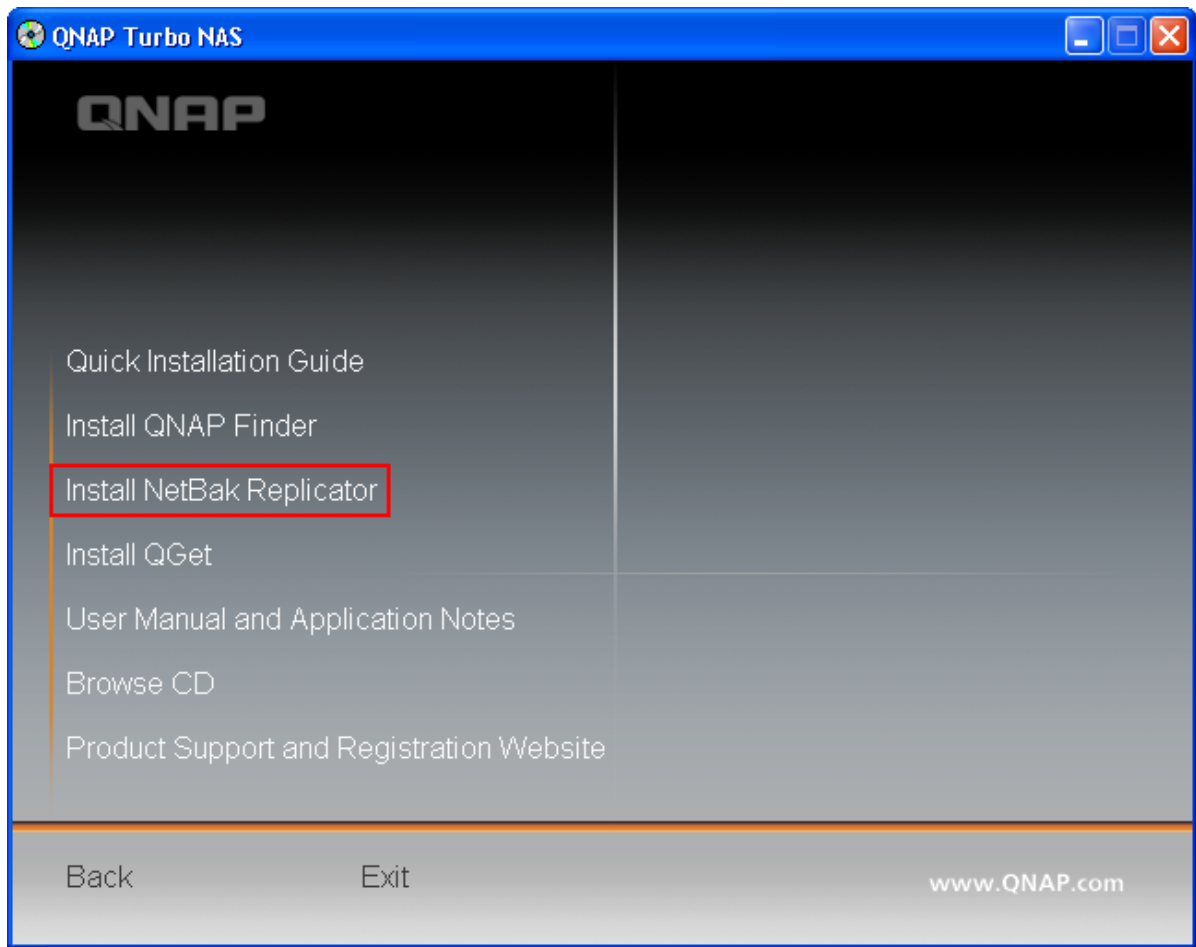 QNAP Turbo NAS
QNAP
Quick Installation Guide
Install QNAP Finder
Install NetBak Replicator
Install QGet
User Manual and Application Notes
Browse CD
Product Support and Registration Website
Back Exit www.QNAP.com